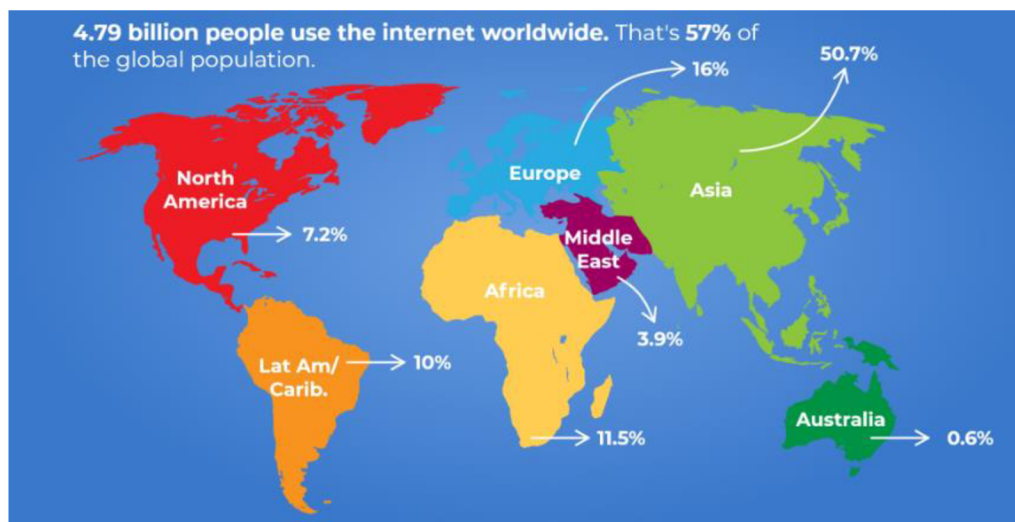 4.79 billion people use the internet worldwide. That's 57% of
the global population.
50.7%
16%
Europe
North
America
Asia
7.2%
Middle
East
Africa
3.9%
Lat Am/
Carib.
10%
Australia
11.5%
0.6%